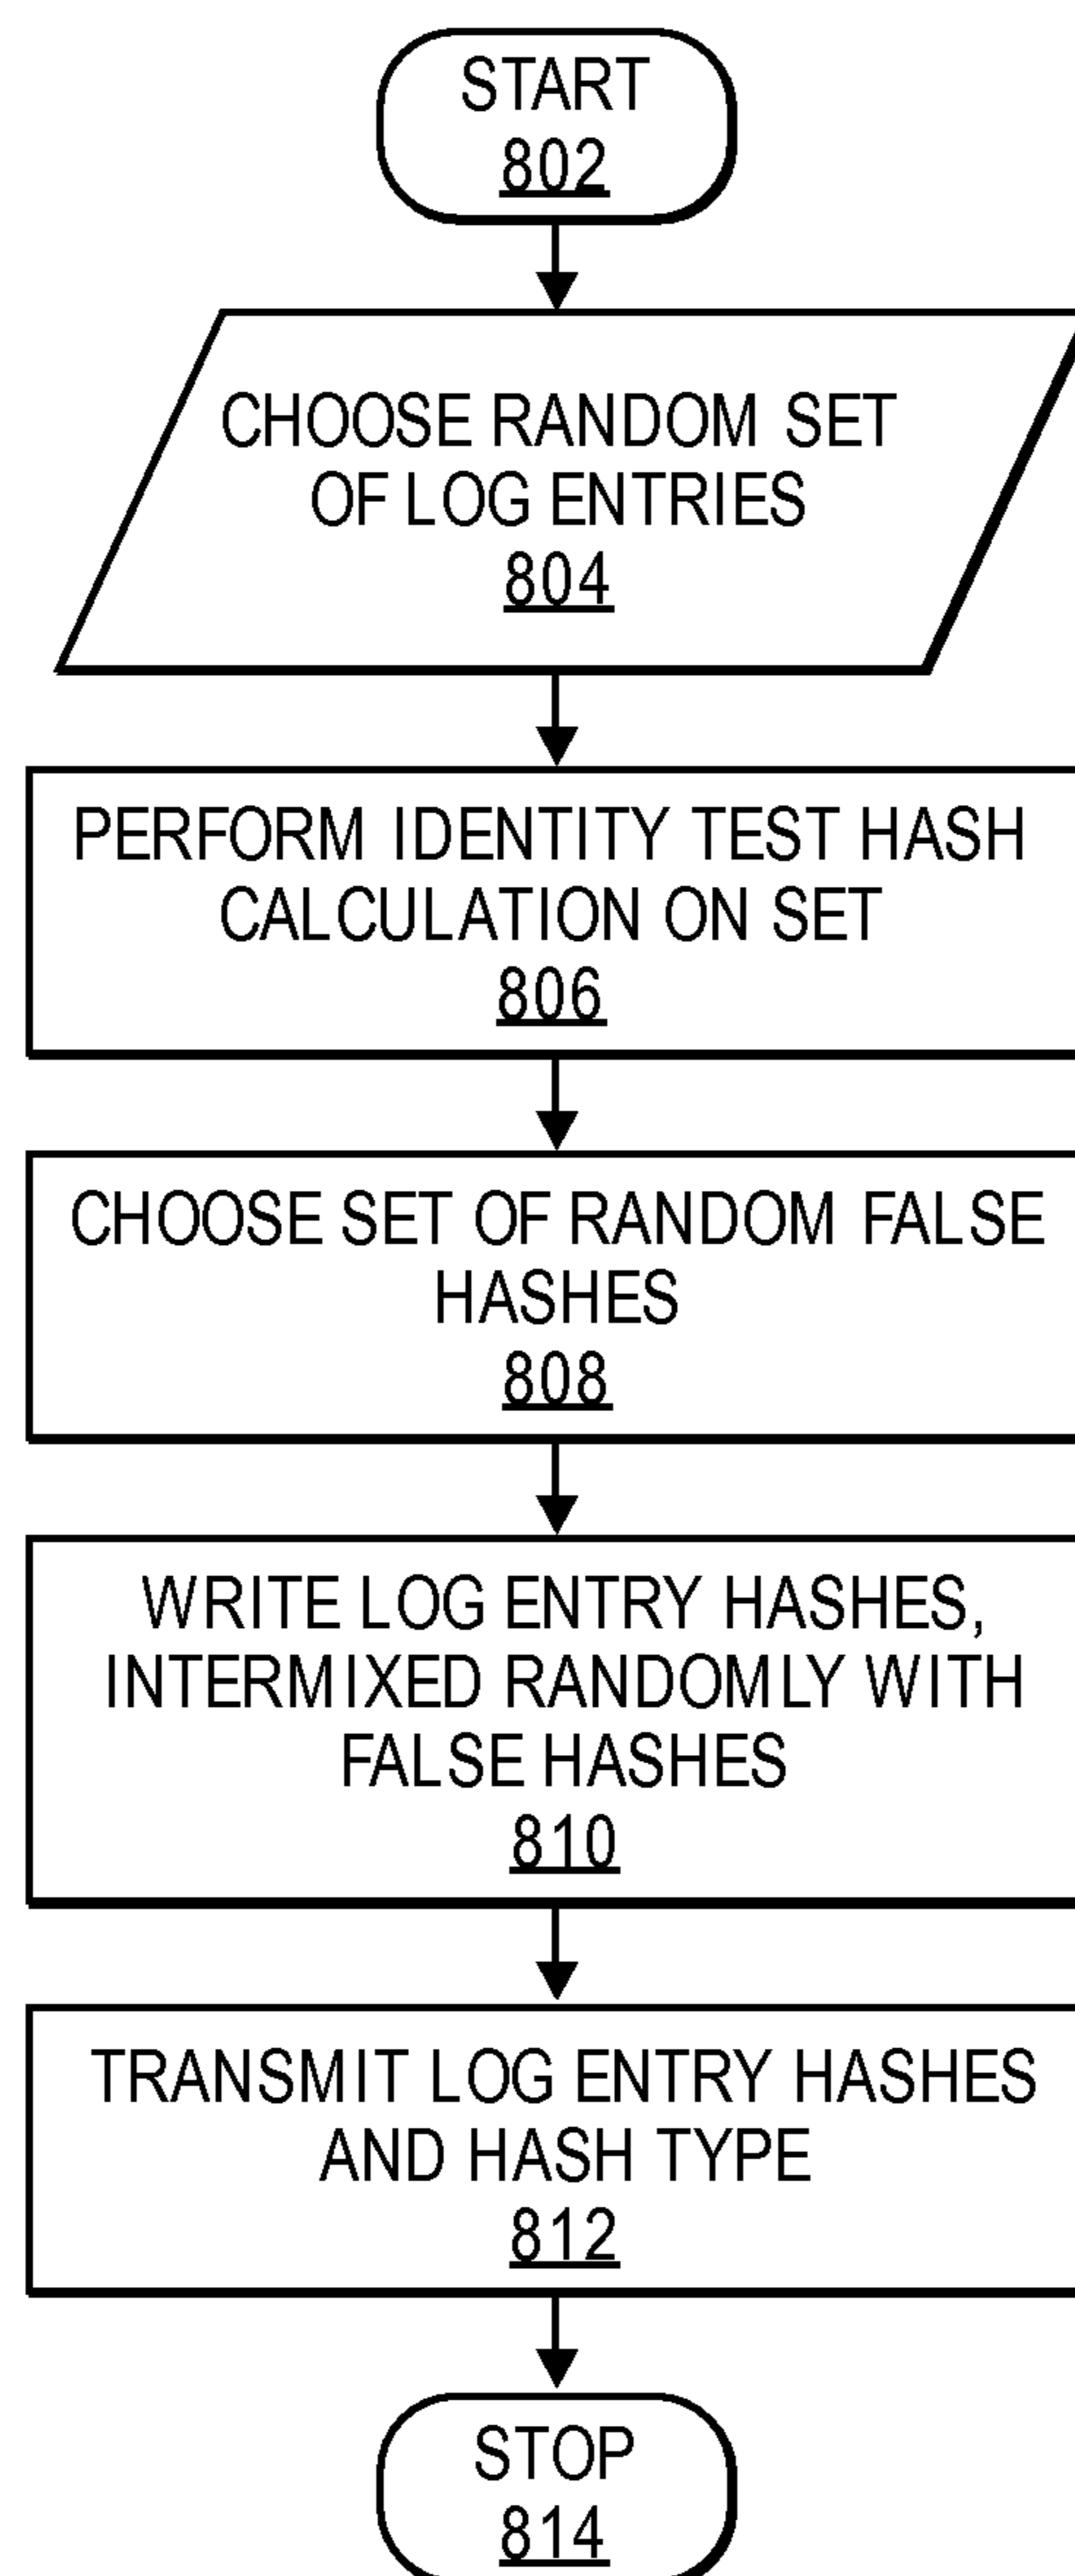 START
802
CHOOSE RANDOM SET
OF LOG ENTRIES
804
PERFORM IDENTITY TEST HASH
CALCULATION ON SET
806
CHOOSE SET OF RANDOM FALSE
HASHES
808
WRITE LOG ENTRY HASHES,
INTERMIXED RANDOMLY WITH
FALSE HASHES
810
TRANSMIT LOG ENTRY HASHES
AND HASH TYPE
812
STOP
814